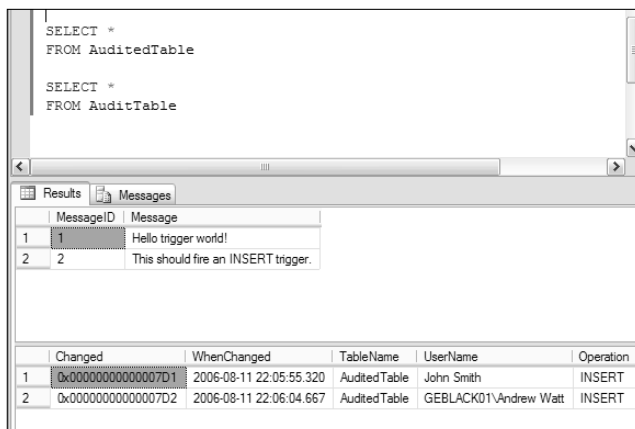 SELECT *
FROM AuditedTable
SELECT *
FROM AuditTable
Results Messages
MessageID Message
1 1 Hello trigger world!
2 2 This should fire an INSERT trigger.
Changed WhenChanged TableName UserName Operation
1 0x00000000000007D1 2006-08-11 22:05:55.320 AuditedTable John Smith INSERT
2 0x00000000000007D2 2006-08-11 22:06:04.667 AuditedTable GEBLACK01\Andrew Watt INSERT